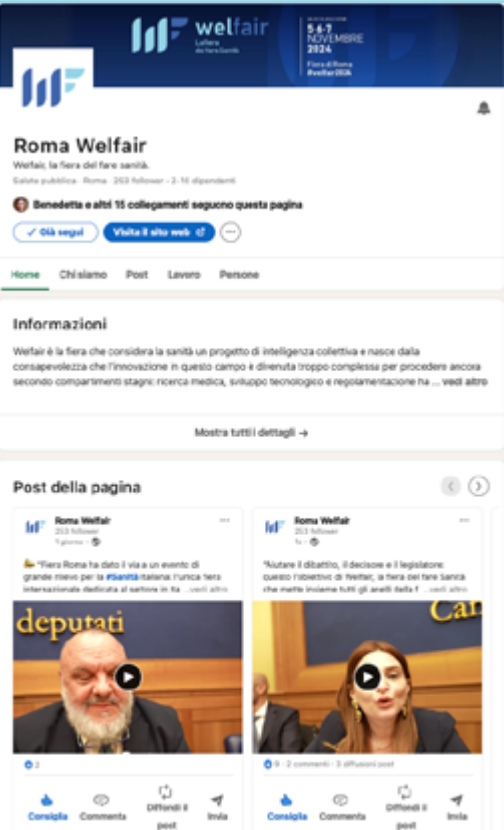 welfair
La fiera
del fare Sanità
5·6·7
NOVEMBRE
2024
Fiera di Roma
#welfair2024
Roma Welfair
Welfair, la fiera del fare sanità.
Salute pubblica · Roma · 253 follower · 2-10 dipendenti
Benedetta e altri 15 collegamenti seguono questa pagina
✓ Già segui
Visita il sito web
Home Chi siamo Post Lavoro Persone
Informazioni
Welfair è la fiera che considera la sanità un progetto di intelligenza collettiva e nasce dalla
consapevolezza che l'innovazione in questo campo è divenuta troppo complessa per procedere ancora
secondo compartimenti stagni: ricerca medica, sviluppo tecnologico e regolamentazione ha ... vedi altro
Mostra tutti i dettagli →
Post della pagina
Roma Welfair
253 follower
1 giorno ·
"Fiera Roma ha dato il via a un evento di
grande rilievo per la #Sanità italiana: l'unica fiera
internazionale dedicata al settore in Ita ...vedi altro
deputati
2
Consiglia
Commenta
Diffondi il
post
Invia
Roma Welfair
253 follower
"Aiutare il dibattito, il decisore e il legislatore:
questo l'obiettivo di Welfair, la fiera del fare Sanità
che mette insieme tutti gli anelli della f ...vedi altro
Can
9 · 2 commenti · 3 diffusioni post
Consiglia
Commenta
Diffondi il
post
Invia